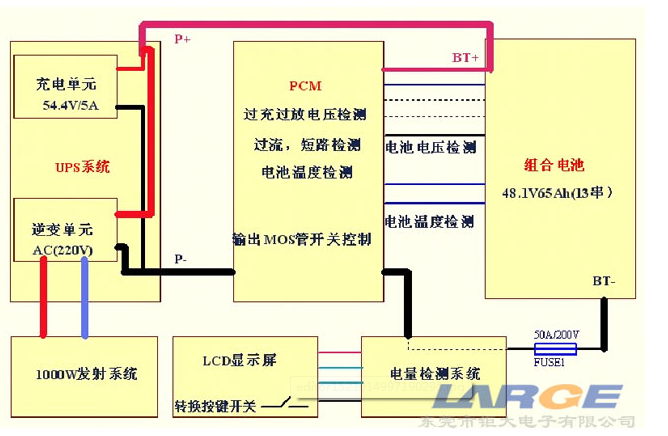 P+
BT+
充电单元
54.4V/5A
UPS系统
逆变单元
AC(220V)
P-
PCM
过充过放电压检测
过流，短路检测
电池温度检测
输出MOS管开关控制
电池电压检测
电池温度检测
组合电池
48.1V65Ah(13串）
BT-
50A/200V
FUSE1
1000W发射系统
LCD显示屏
转换按键开关
电量检测系统
LARGE
东莞市钜大电子有限公司